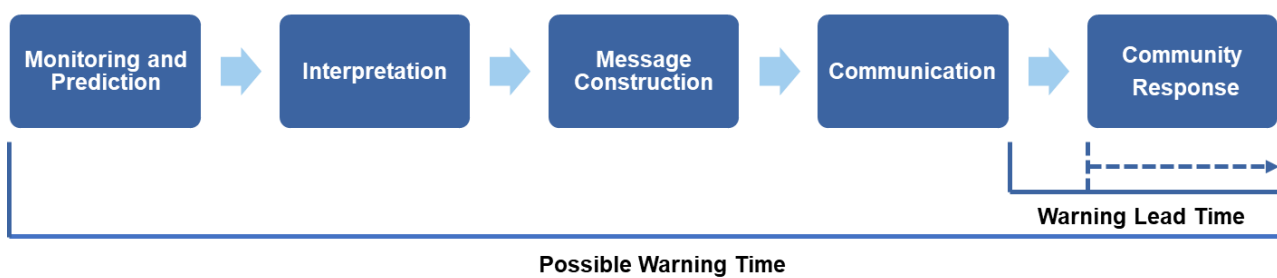 Monitoring and
Prediction
Interpretation
Message
Construction
Communication
Community
Response
Warning Lead Time
Possible Warning Time